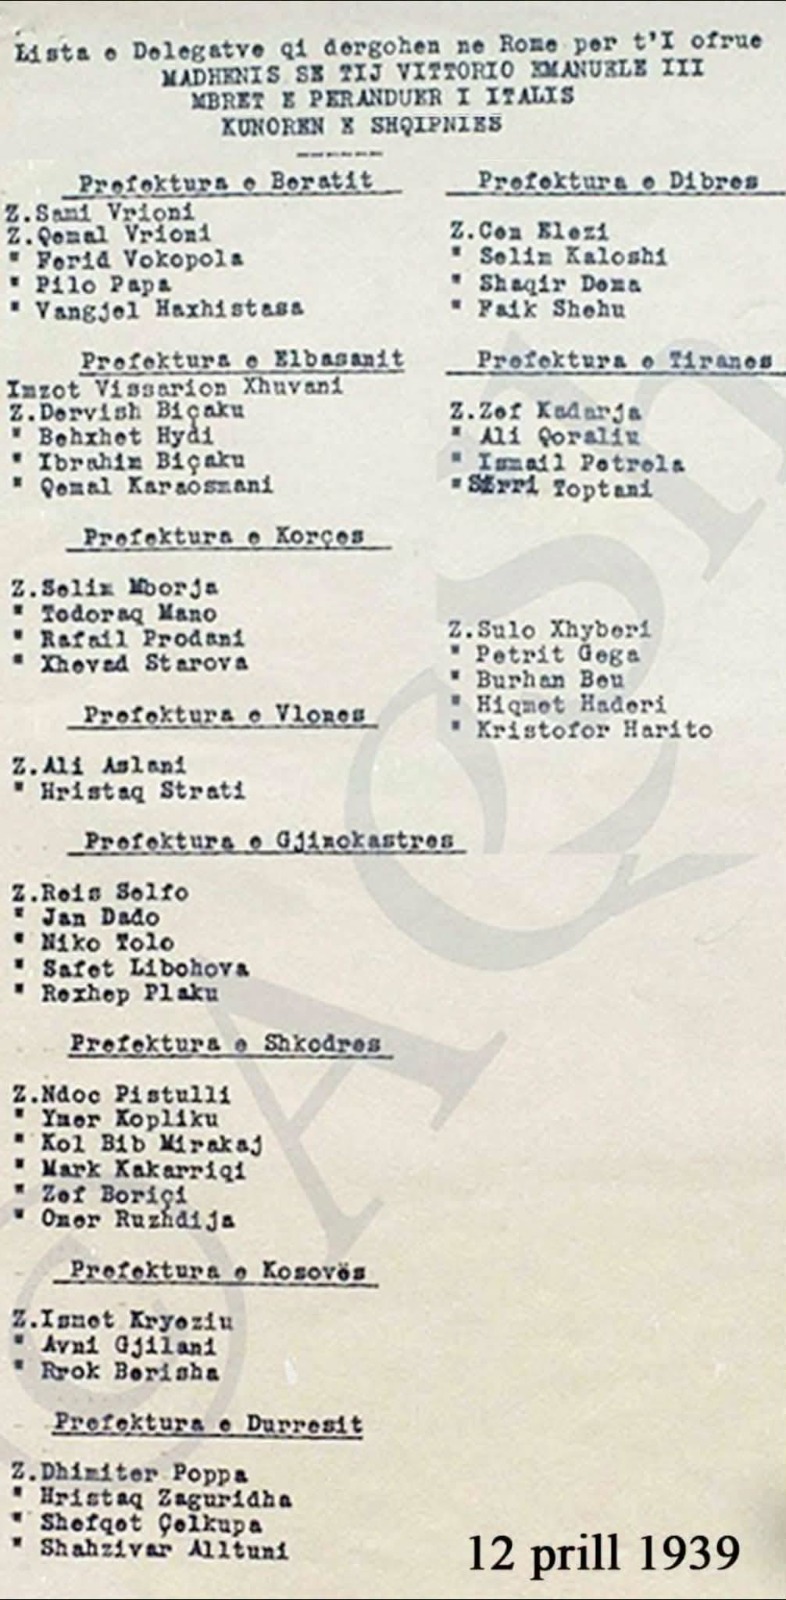 Lista e Delegatve qi dergohen ne Rome per t'I ofrue
MADHENIS SE TIJ VITTORIO EMANUELE III
MBRET E PERANDUER I ITALIS
KUNOREN E SHQIPNIES
Prefektura e Beratit
Z.Sami Vrioni
Z.Qemal Vrioni
" Ferid Vokopola
" Pilo Papa
" Vangjel Haxhistasa
Prefektura e Elbasanit
Imzot Vissarion Xhuvani
Z.Dervish Biçaku
" Behxhet Hydi
" Ibrahim Biçaku
" Qemal Karaosmani
Prefektura e Korçes
Z.Selim Mborja
" Todoraq Mano
" Rafail Prodani
" Xhevad Starova
Prefektura e Vlones
Z.Ali Aslani
" Hristaq Strati
Prefektura e Gjinokastres
Z.Reis Selfo
" Jan Dado
" Niko Tolo
" Safet Libohova
" Rexhep Plaku
Prefektura e Shkodres
Z.Ndoc Pistulli
" Ymer Kopliku
" Kol Bib Mirakaj
" Mark Kakarriqi
" Zef Boriçi
" Omer Ruzhdija
Prefektura e Kosovës
Z.Ismet Kryeziu
" Avni Gjilani
" Rrok Berisha
Prefektura e Durresit
Z.Dhimiter Poppa
" Hristaq Zaguridha
" Shefqet Çelkupa
" Shahzivar Alltuni
Prefektura e Dibres
Z.Cen Elezi
" Selim Kaloshi
" Shaqir Dema
" Faik Shehu
Prefektura e Tiranes
Z.Zef Kadarja
" Ali Qoraliu
" Ismail Petrela
" Toptani
Z.Sulo Xhyberi
" Petrit Gega
" Burhan Beu
" Hiqmet Haderi
" Kristofor Harito
12 prill 1939
©AQSh